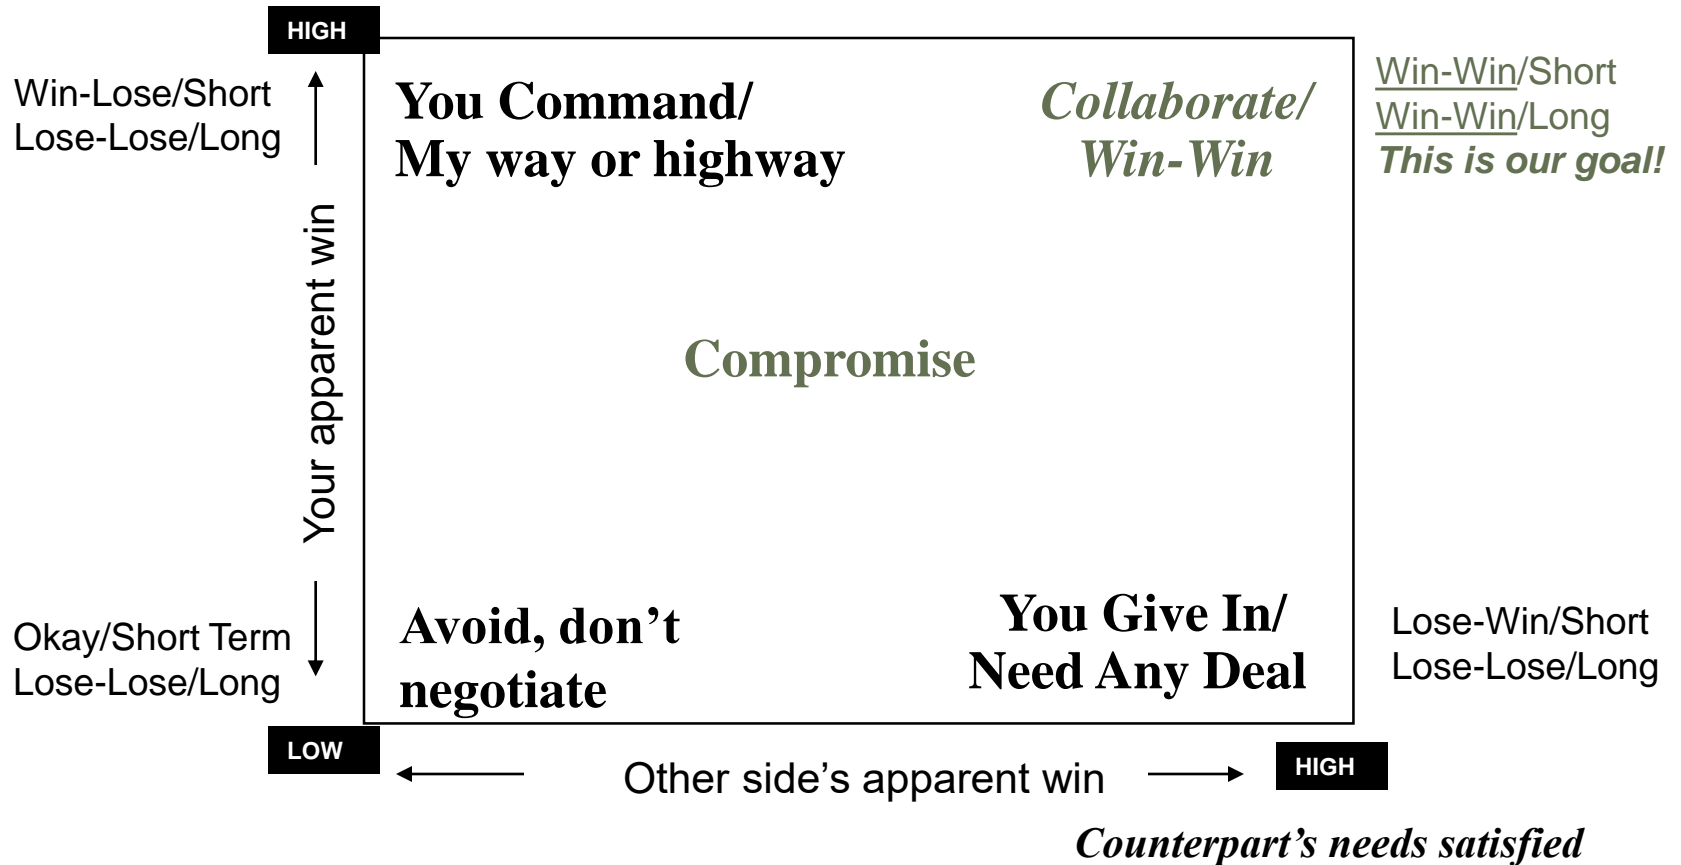 HIGH
Win-Lose/Short
Lose-Lose/Long
You Command/
My way or highway
Collaborate/
Win-Win
Win-Win/Short
Win-Win/Long
This is our goal!
Your apparent win
Compromise
Okay/Short Term
Lose-Lose/Long
Avoid, don’t
negotiate
You Give In/
Need Any Deal
Lose-Win/Short
Lose-Lose/Long
LOW
Other side’s apparent win
HIGH
Counterpart’s needs satisfied